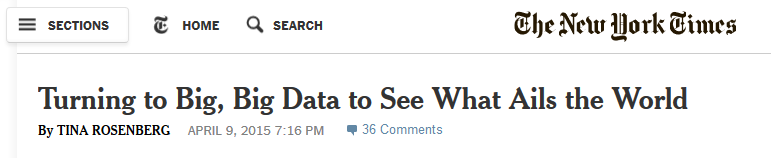 SECTIONS HOME SEARCH The New York Times
Turning to Big, Big Data to See What Ails the World
By TINA ROSENBERG APRIL 9, 2015 7:16 PM 36 Comments